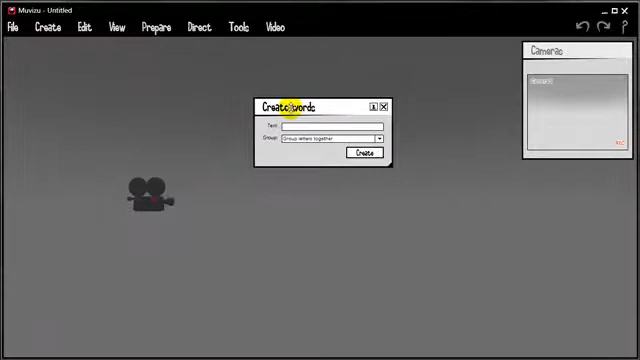 Muvizu - Untitled
File Create Edit View Prepare Direct Tools Video
Cameras
Create words
REC
Text:
Group: Group letters together
Create